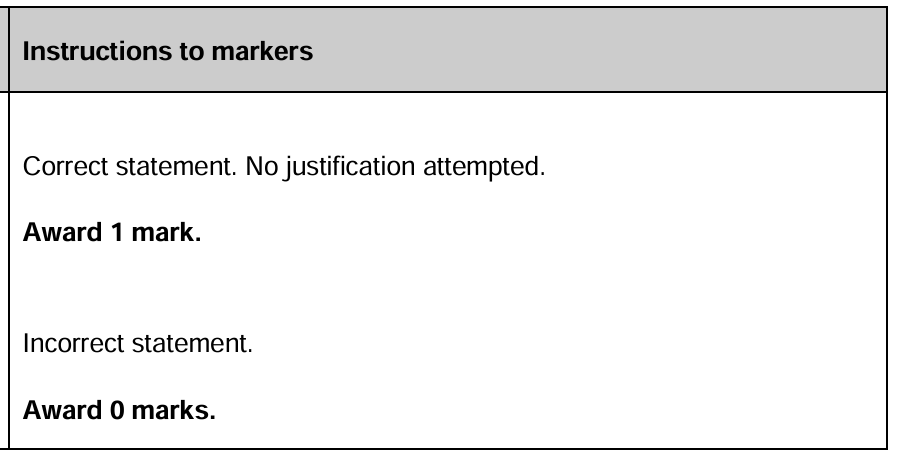 Instructions to markers
Correct statement. No justification attempted.
Award 1 mark.
Incorrect statement.
Award 0 marks.